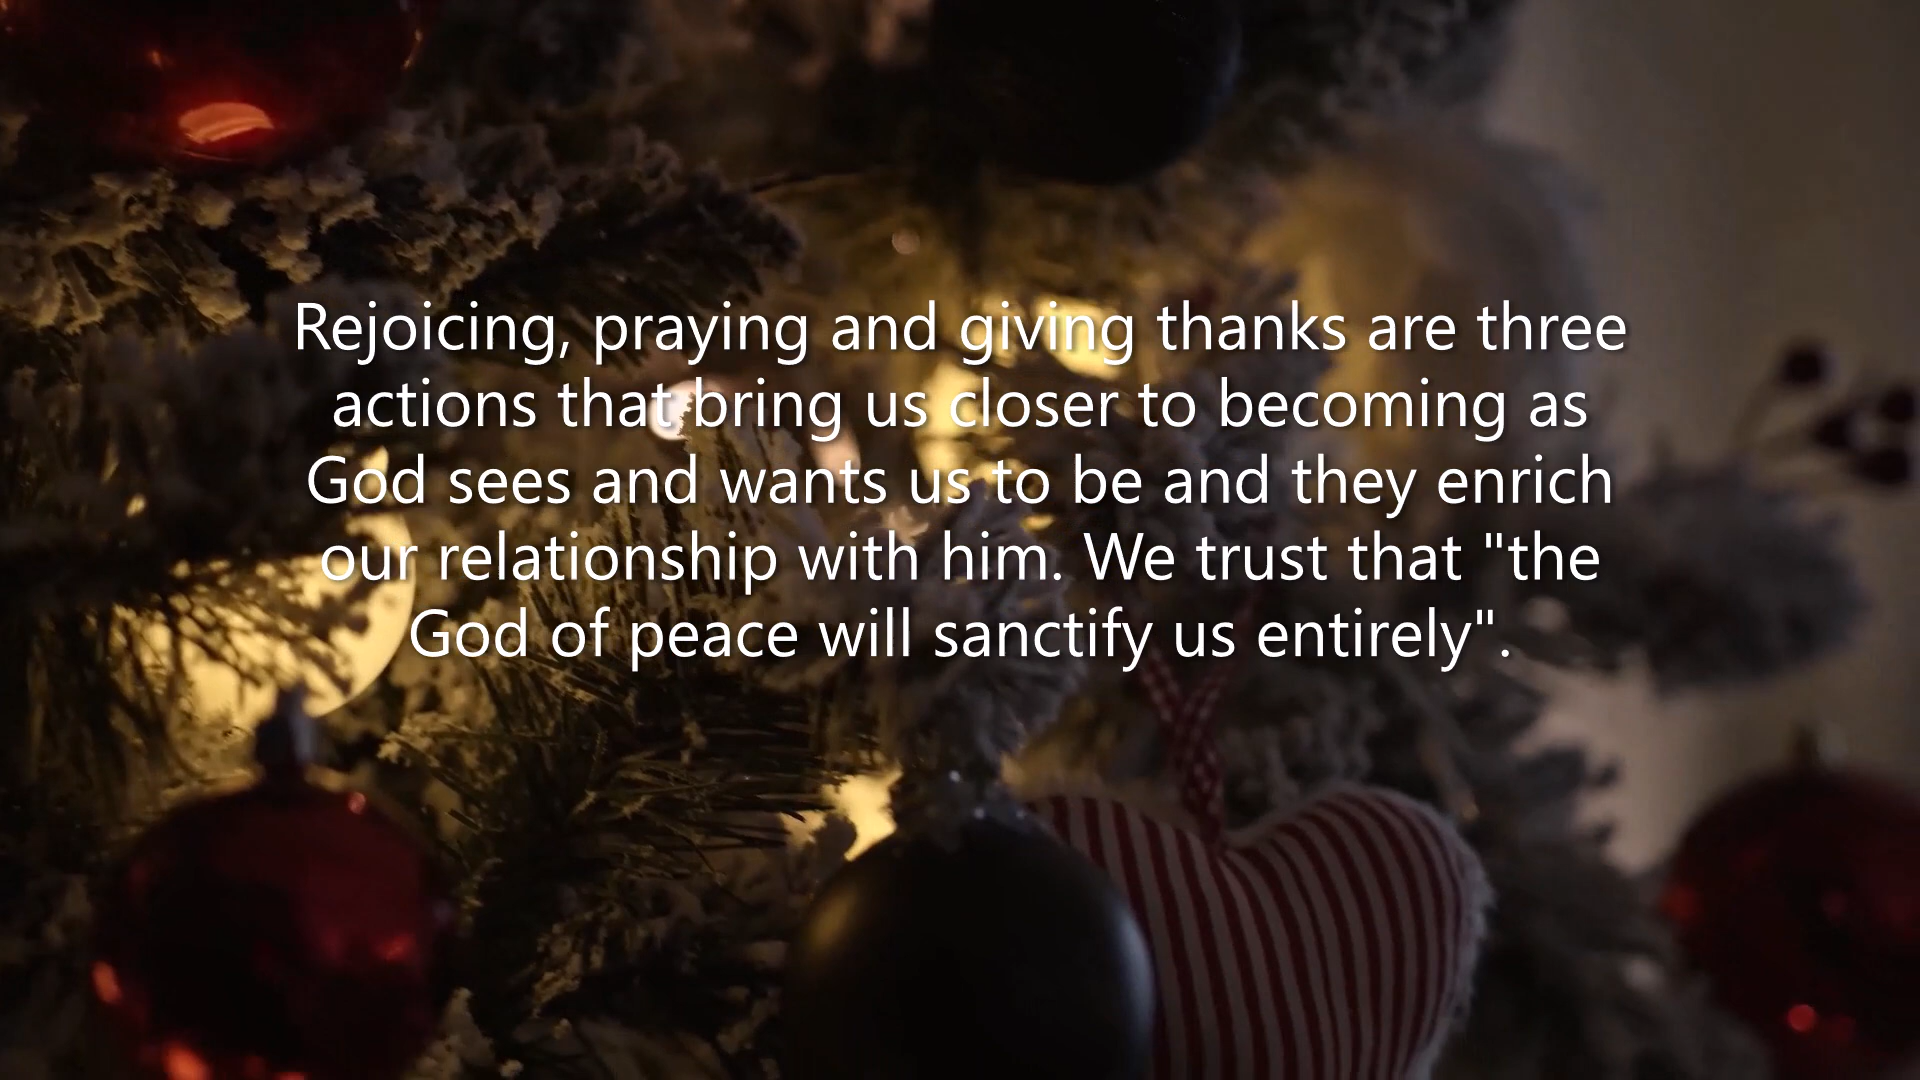 Rejoicing, praying and giving thanks are three
actions that bring us closer to becoming as
God sees and wants us to be and they enrich
our relationship with him. We trust that "the
God of peace will sanctify us entirely".